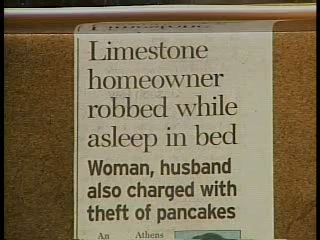 Limestone
homeowner
robbed while
asleep in bed
Woman, husband
also charged with
theft of pancakes
An Athens